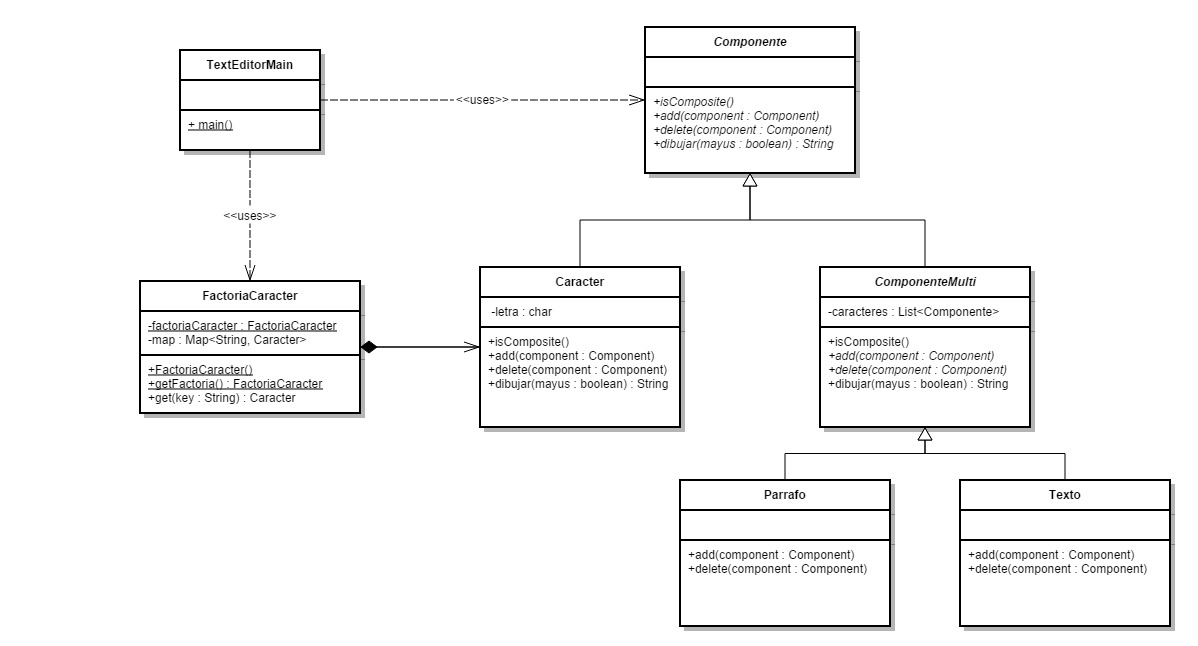 TextEditorMain
+ main()
<<uses>>
Componente
+isComposite()
+add(component : Component)
+delete(component : Component)
+dibujar(mayus : boolean) : String
<<uses>>
FactoriaCaracter
-factoriaCaracter : FactoriaCaracter
-map : Map<String, Caracter>
+FactoriaCaracter()
+getFactoria() : FactoriaCaracter
+get(key : String) : Caracter
Caracter
-letra : char
+isComposite()
+add(component : Component)
+delete(component : Component)
+dibujar(mayus : boolean) : String
ComponenteMulti
-caracteres : List<Componente>
+isComposite()
+add(component : Component)
+delete(component : Component)
+dibujar(mayus : boolean) : String
Parrafo
+add(component : Component)
+delete(component : Component)
Texto
+add(component : Component)
+delete(component : Component)